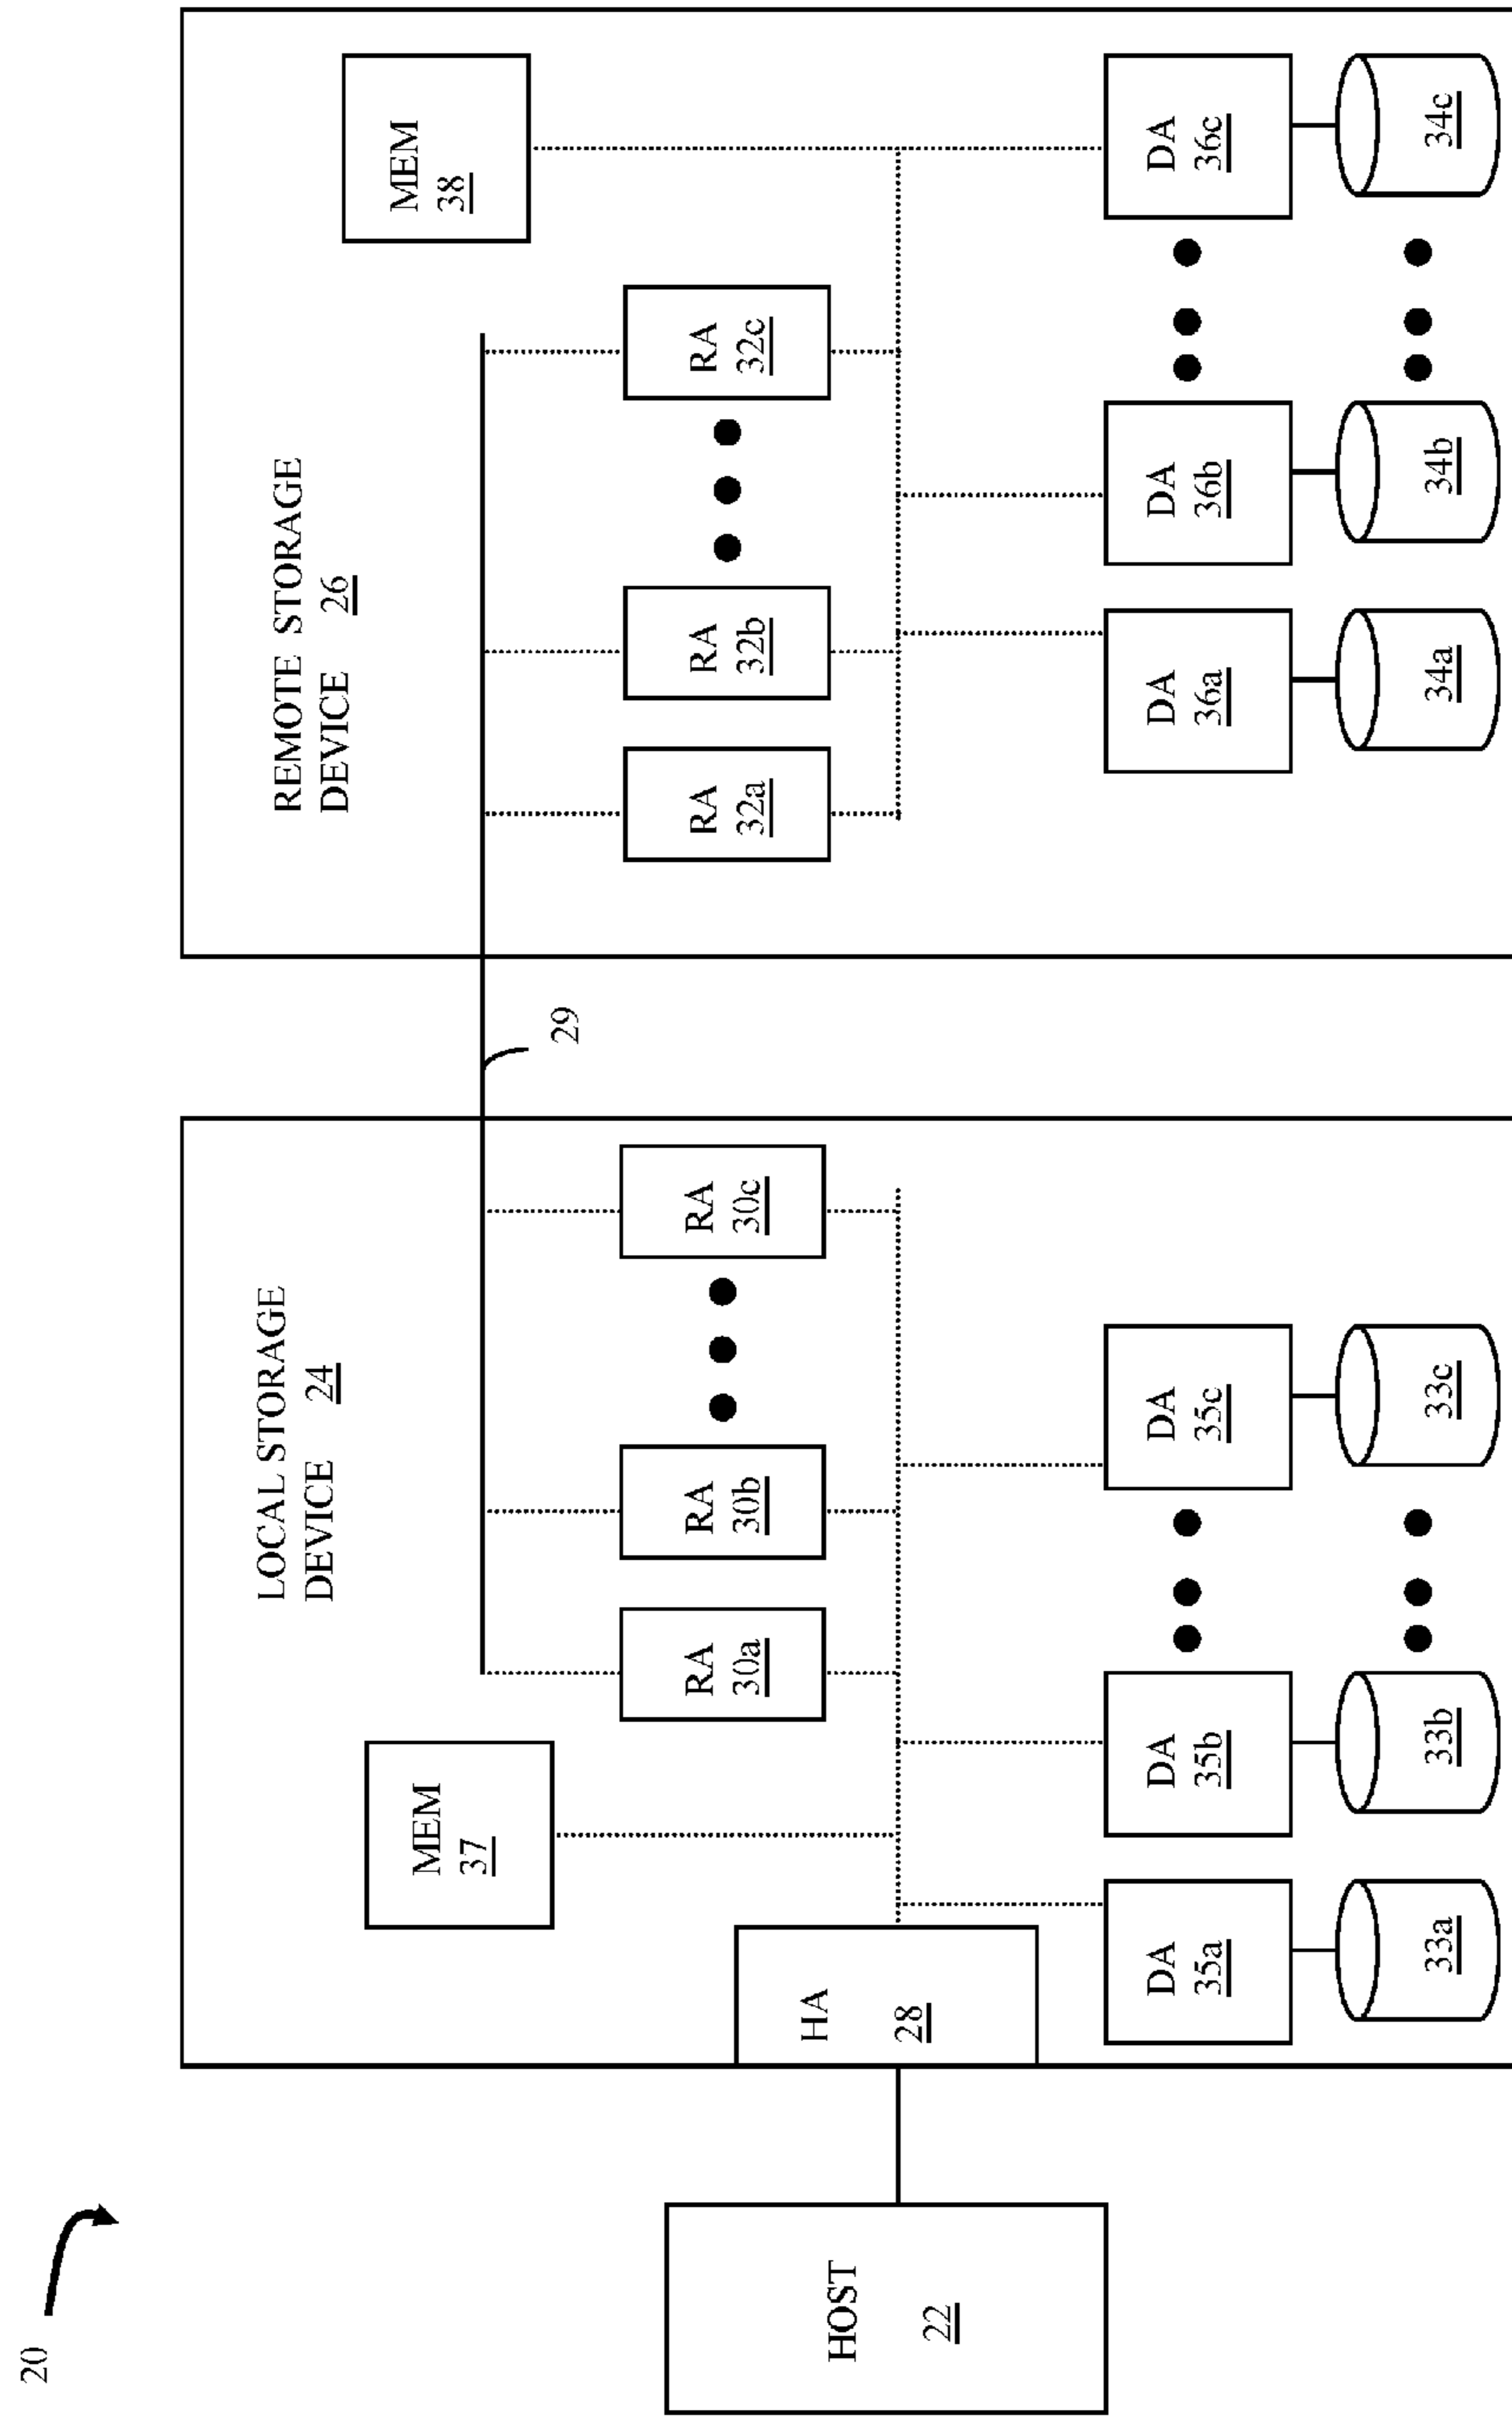 20
HOST
22
LOCAL STORAGE
DEVICE 24
MEM
37
HA
28
RA
30a
RA
30b
RA
30c
DA
35a
DA
35b
DA
35c
33a
33b
33c
29
REMOTE STORAGE
DEVICE 26
MEM
38
RA
32a
RA
32b
RA
32c
DA
36a
DA
36b
DA
36c
34a
34b
34c